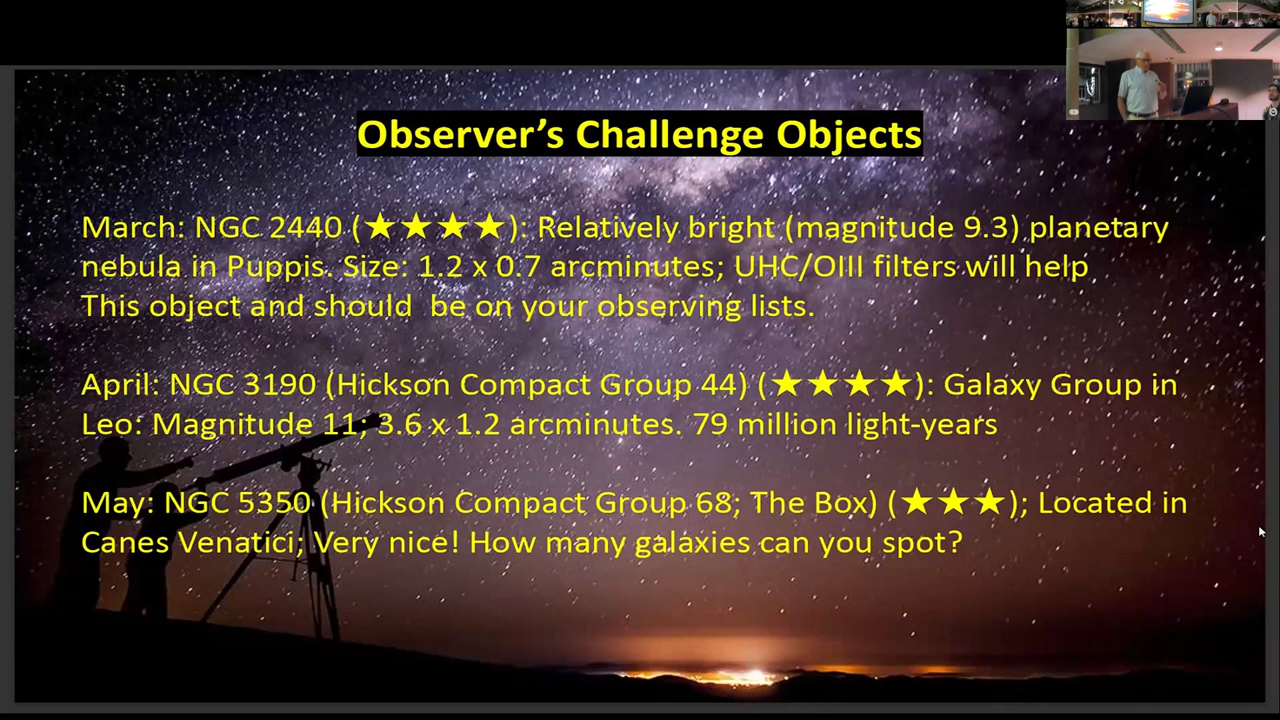 Observer’s Challenge Objects
March: NGC 2440 (★★★★): Relatively bright (magnitude 9.3) planetary
nebula in Puppis. Size: 1.2 x 0.7 arcminutes; UHC/OIII filters will help
This object and should  be on your observing lists.
April: NGC 3190 (Hickson Compact Group 44) (★★★★): Galaxy Group in
Leo: Magnitude 11; 3.6 x 1.2 arcminutes. 79 million light-years
May: NGC 5350 (Hickson Compact Group 68; The Box) (★★★); Located in
Canes Venatici; Very nice! How many galaxies can you spot?